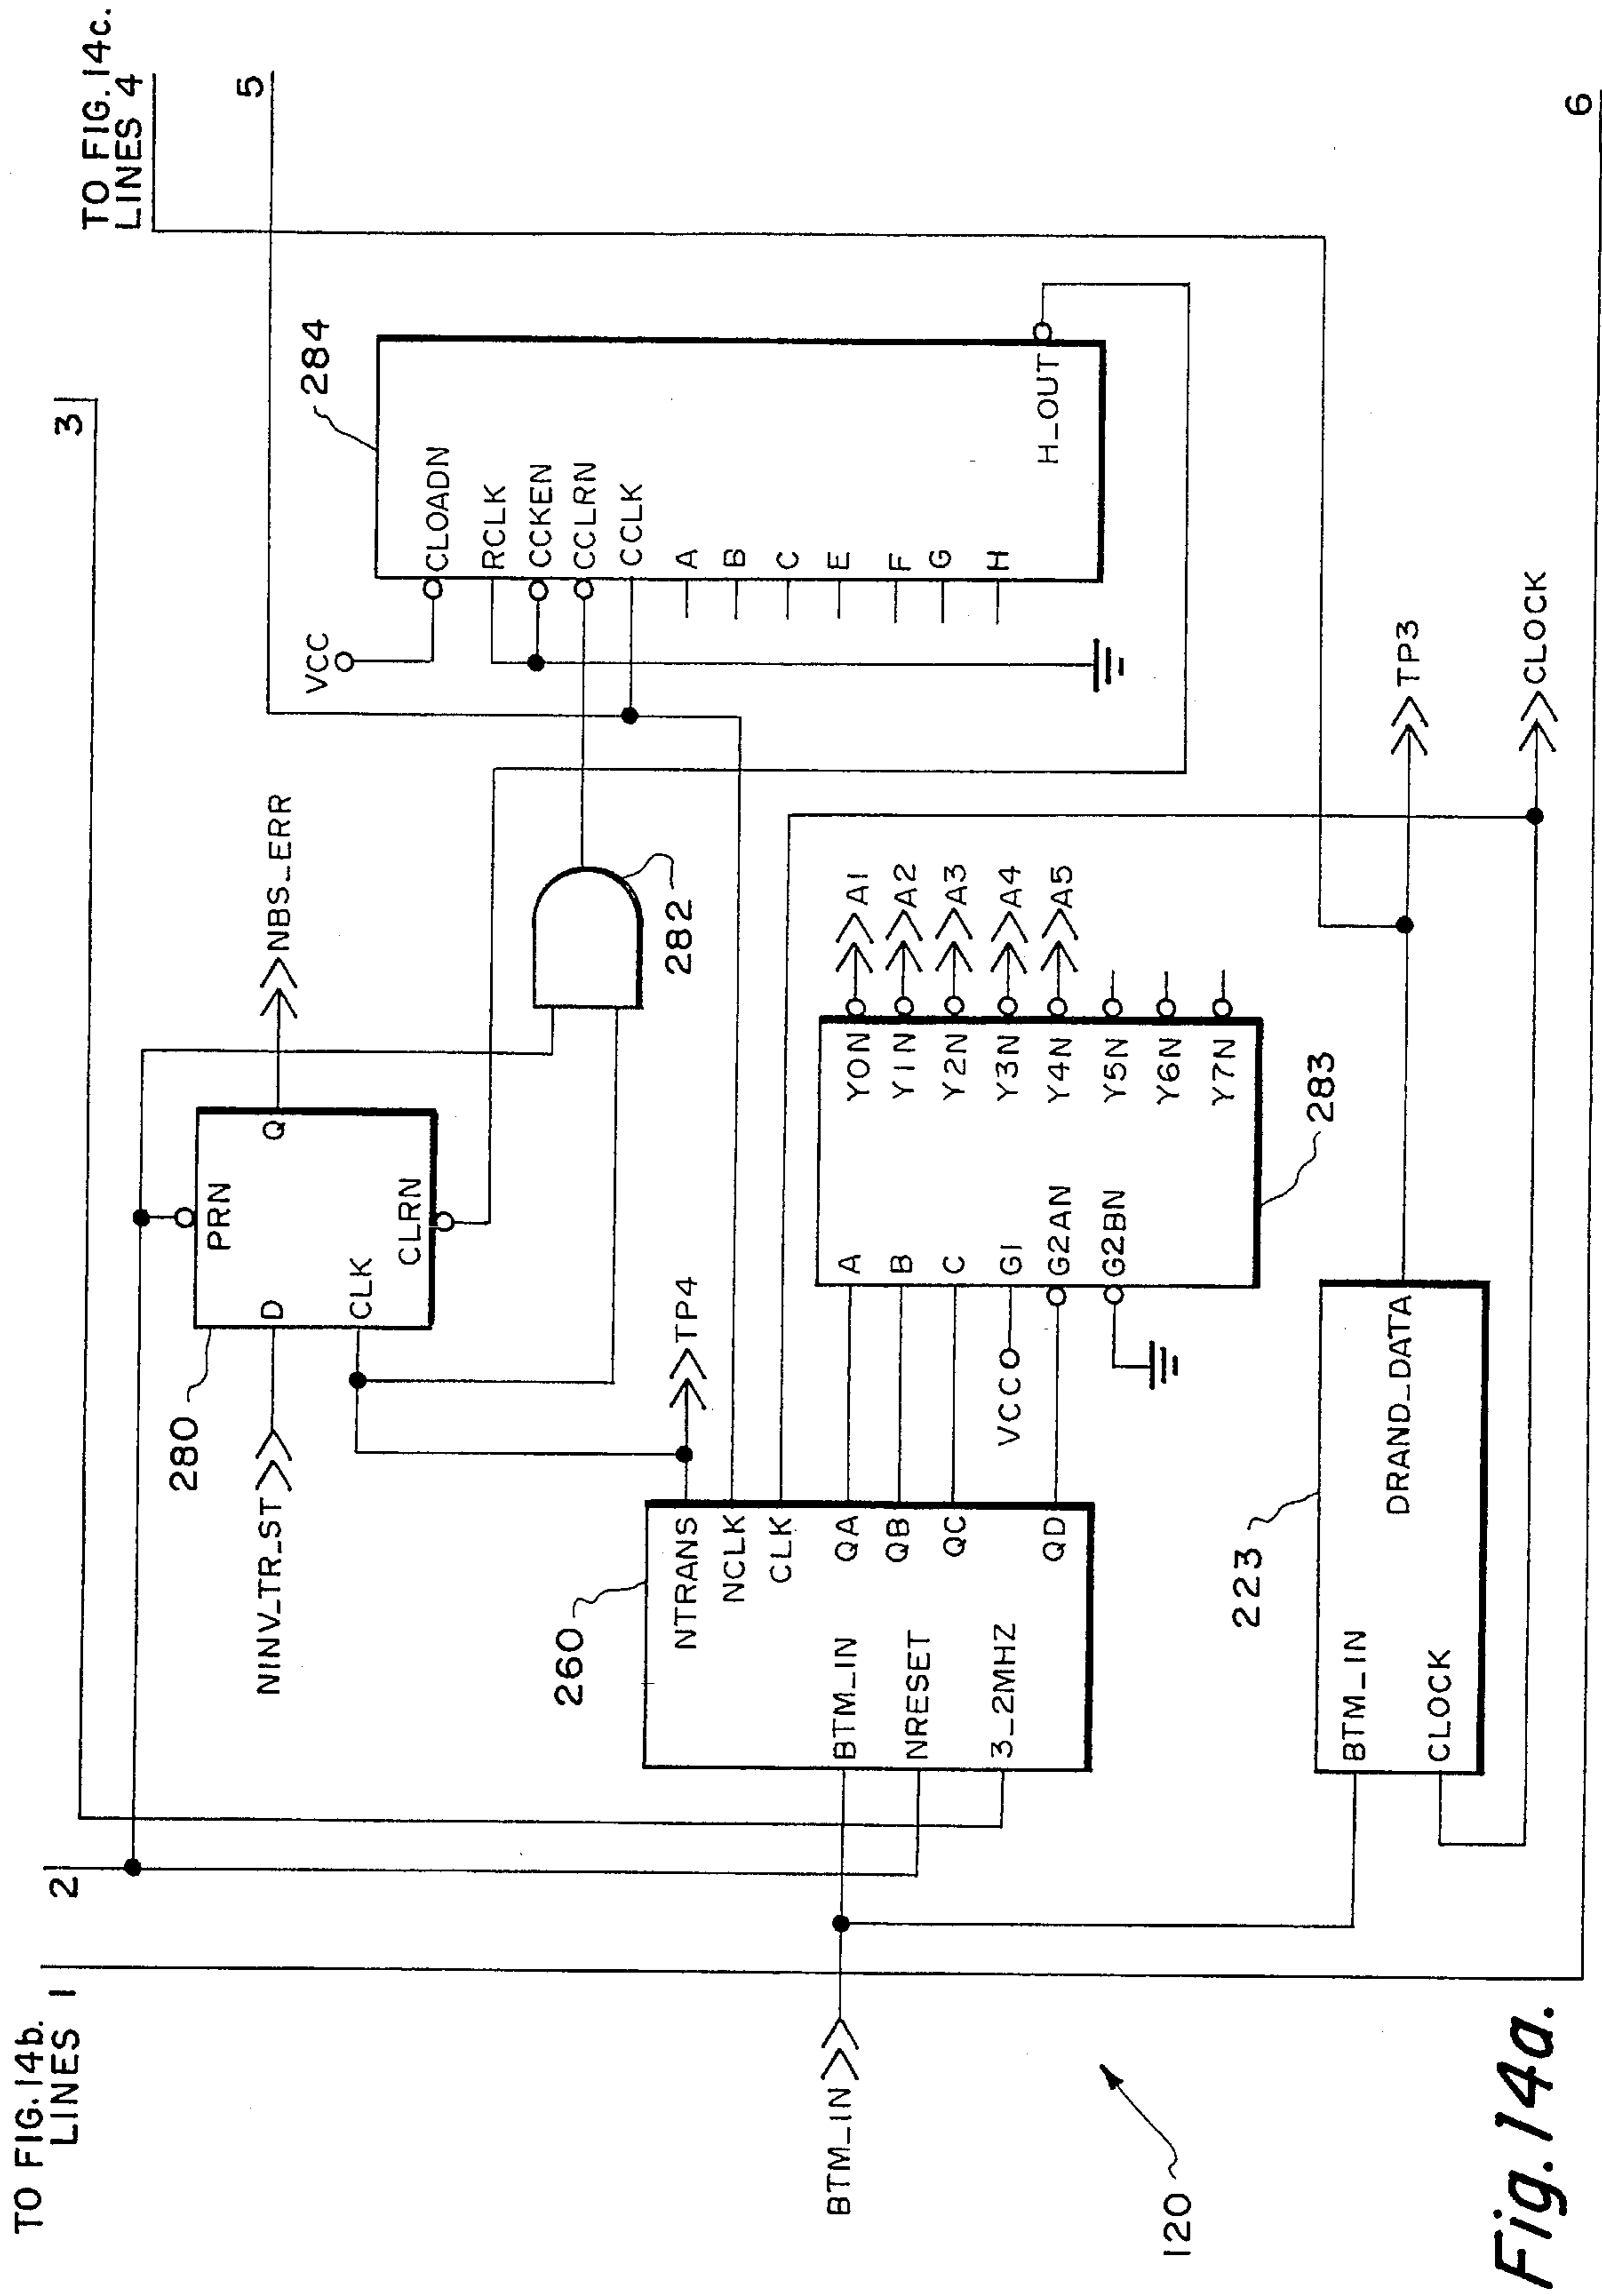 TO FIG. 14b.
LINES 1
2
3
TO FIG. 14c.
LINES 4
5
6
NINV_TR_ST
280
D
PRN
Q
CLK
CLRN
NBS_ERR
282
VCC
284
CLOADN
RCLK
CCKEN
CCLRN
CCLK
A
B
C
E
F
G
H
H_OUT
TP4
260
NTRANS
NCLK
CLK
BTM_IN
QA
NRESET
QB
3_2MHZ
QC
QD
BTM_IN
VCC
A
B
C
G1
G2AN
G2BN
Y0N
Y1N
Y2N
Y3N
Y4N
Y5N
Y6N
Y7N
A1
A2
A3
A4
A5
283
223
BTM_IN
DRAND_DATA
CLOCK
TP3
CLOCK
120
Fig. 14a.